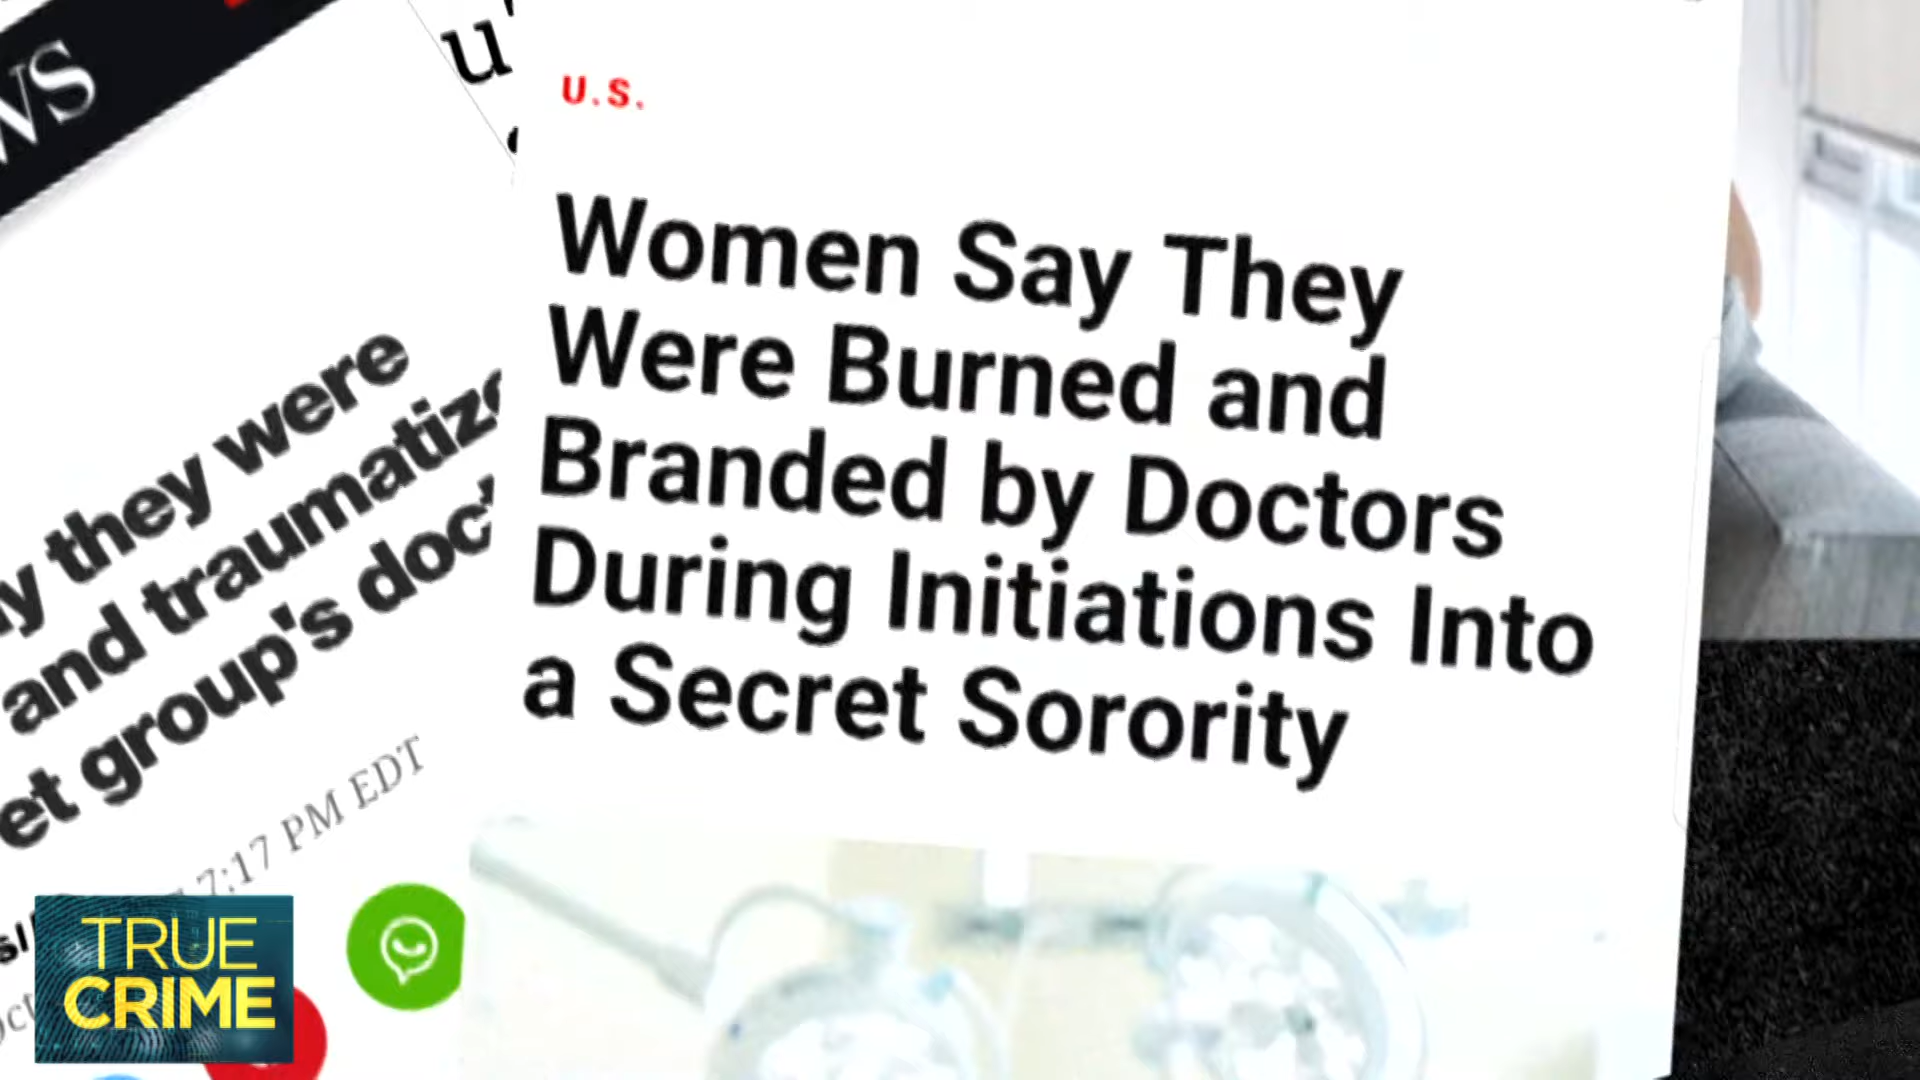 U.S.
Women Say They
Were Burned and
Branded by Doctors
During Initiations Into
a Secret Sorority
they were
and traumatiz
group's doc
7:17 PM EDT
TRUE
CRIME